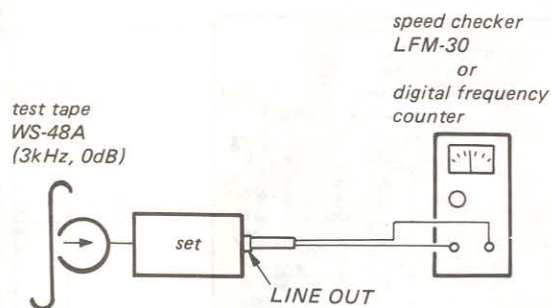 speed checker
LFM-30
or
digital frequency
counter
test tape
WS-48A
(3kHz, 0dB)
set
LINE OUT